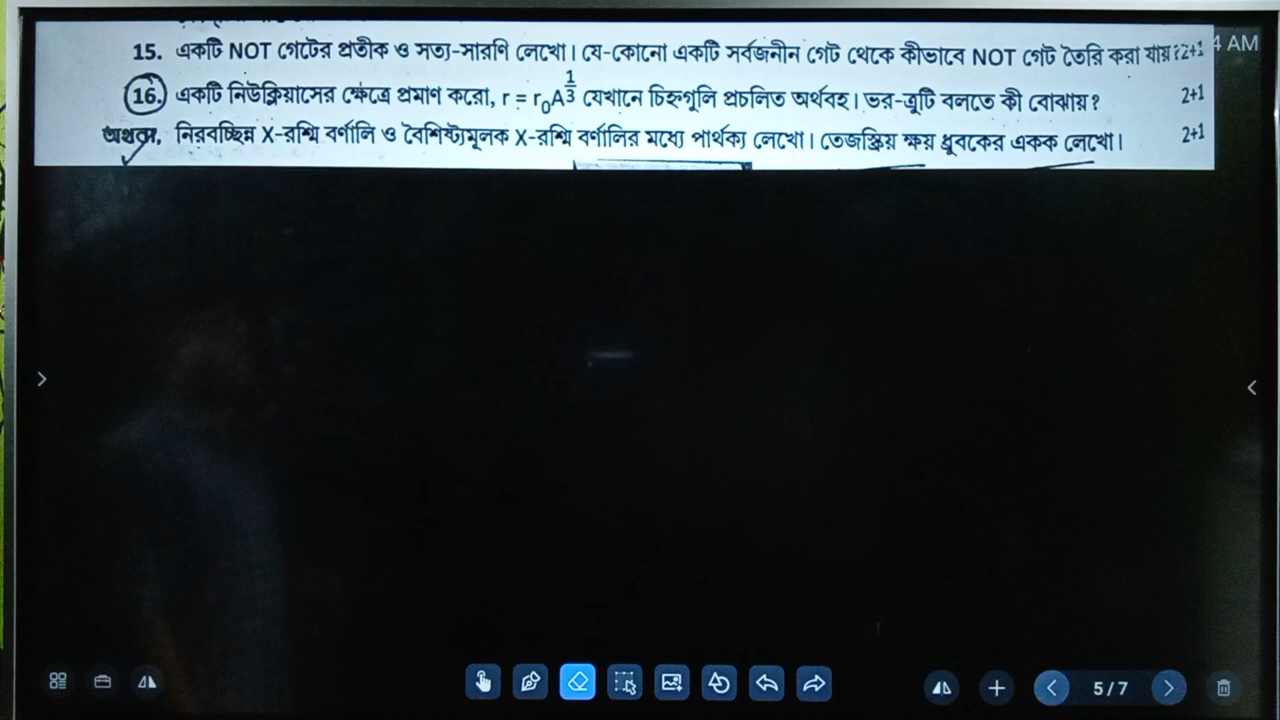 15. একটি NOT গেটের প্রতীক ও সত্য-সারণি লেখো। যে-কোনো একটি সর্বজনীন গেট থেকে কীভাবে NOT গেট তৈরি করা যায়? 2+1
4 AM
16. একটি নিউক্লিয়াসের ক্ষেত্রে প্রমাণ করো, r = r₀A^(1/3) যেখানে চিহ্নগুলি প্রচলিত অর্থবহ। ভর-ত্রুটি বলতে কী বোঝায়? 2+1
অথবা, নিরবচ্ছিন্ন X-রশ্মি বর্ণালি ও বৈশিষ্ট্যমূলক X-রশ্মি বর্ণালির মধ্যে পার্থক্য লেখো। তেজস্ক্রিয় ক্ষয় ধ্রুবকের একক লেখো। 2+1
5/7